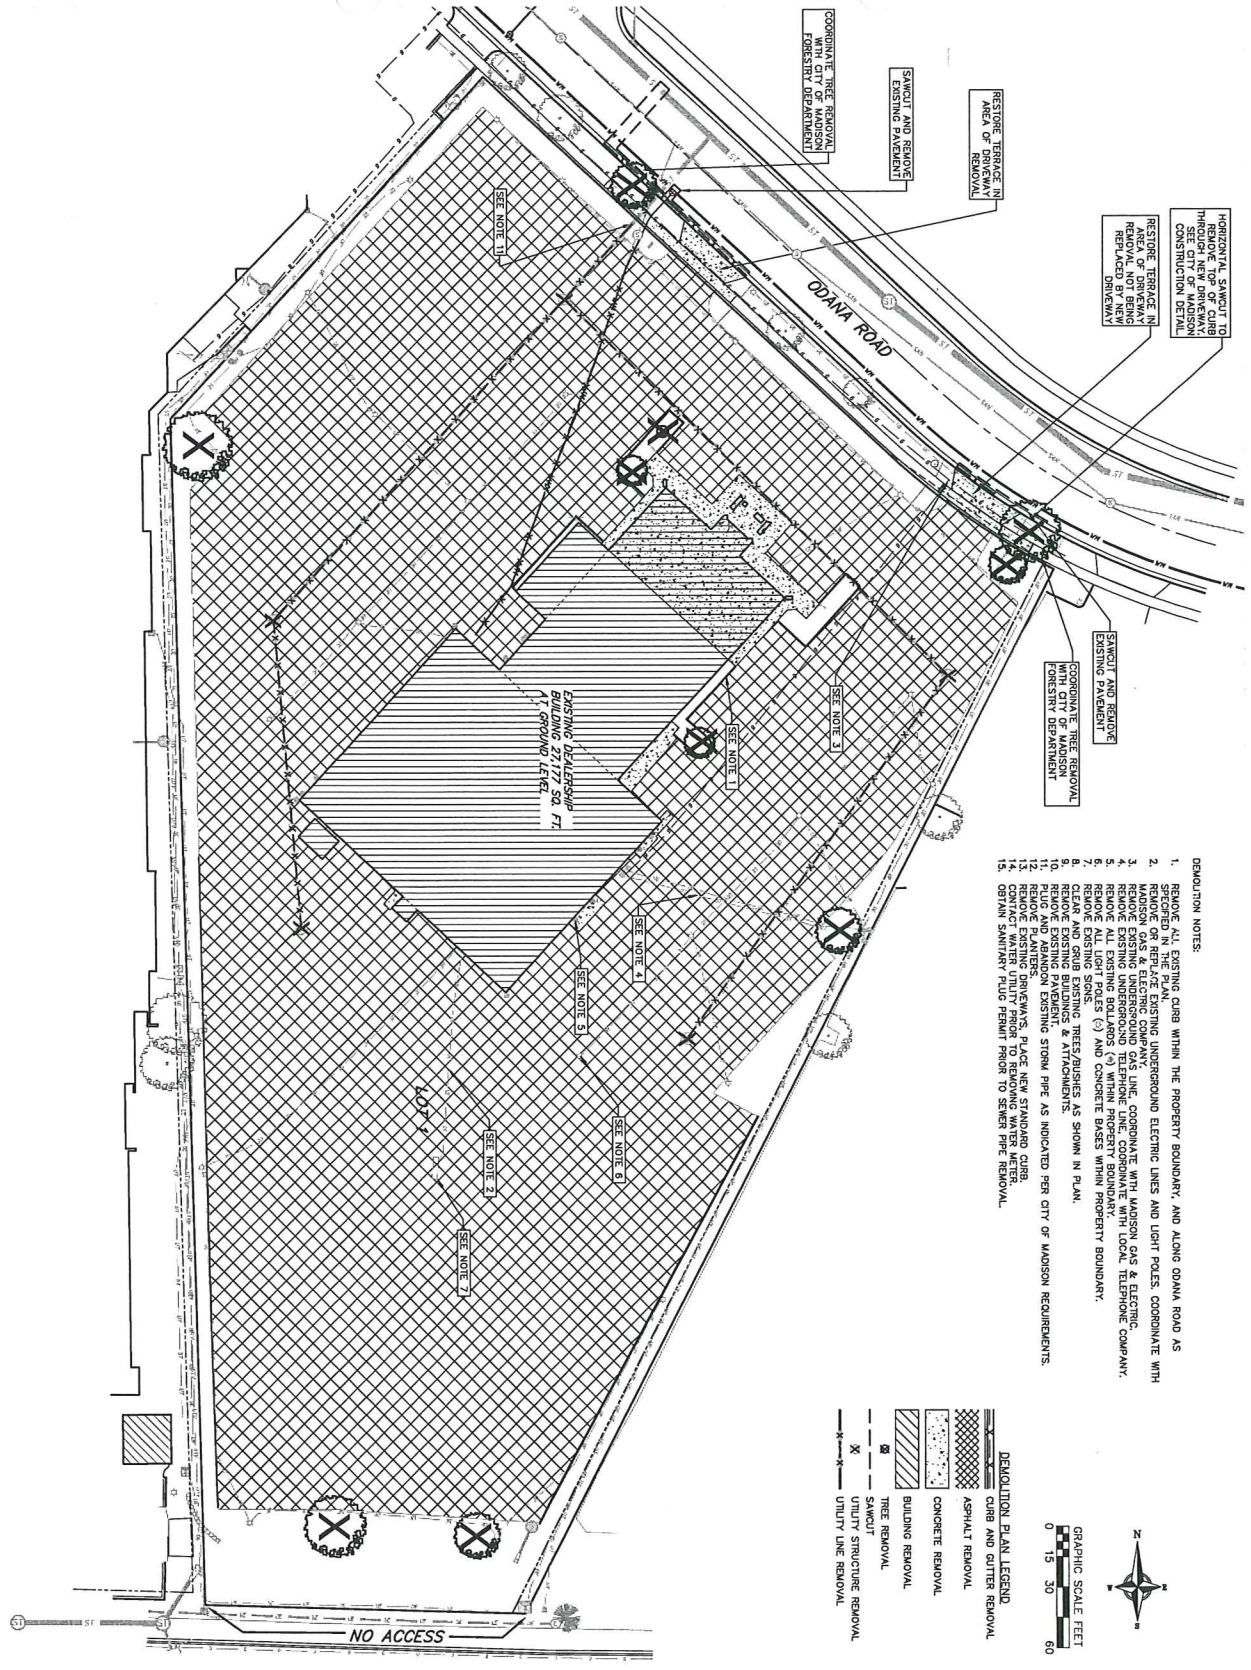 HORIZONTAL SAWCUT TO
REMOVE TOP OF CURB
THROUGH NEW DRIVEWAY.
SEE CITY OF MADISON
CONSTRUCTION DETAIL
RESTORE TERRACE IN
AREA OF DRIVEWAY
REMOVAL NOT BEING
REPLACED BY NEW
DRIVEWAY
RESTORE TERRACE IN
AREA OF DRIVEWAY
REMOVAL
SAWCUT AND REMOVE
EXISTING PAVEMENT
COORDINATE TREE REMOVAL
WITH CITY OF MADISON
FORESTRY DEPARTMENT
ODANA ROAD
SAWCUT AND REMOVE
EXISTING PAVEMENT
COORDINATE TREE REMOVAL
WITH CITY OF MADISON
FORESTRY DEPARTMENT
SEE NOTE 11
SEE NOTE 3
SEE NOTE 1
EXISTING DEALERSHIP
BUILDING 27,177 SQ. FT.
AT GROUND LEVEL
SEE NOTE 4
SEE NOTE 5
SEE NOTE 6
SEE NOTE 2
SEE NOTE 7
LOT 1
NO ACCESS
DEMOLITION NOTES:
1. REMOVE ALL EXISTING CURB WITHIN THE PROPERTY BOUNDARY, AND ALONG ODANA ROAD AS
SPECIFIED IN THE PLAN.
2. REMOVE OR REPLACE EXISTING UNDERGROUND ELECTRIC LINES AND LIGHT POLES. COORDINATE WITH
MADISON GAS & ELECTRIC COMPANY.
3. REMOVE EXISTING UNDERGROUND GAS LINE, COORDINATE WITH MADISON GAS & ELECTRIC.
4. REMOVE EXISTING UNDERGROUND TELEPHONE LINE, COORDINATE WITH LOCAL TELEPHONE COMPANY.
5. REMOVE ALL EXISTING BOLLARDS WITHIN PROPERTY BOUNDARY.
6. REMOVE ALL LIGHT POLES AND CONCRETE BASES WITHIN PROPERTY BOUNDARY.
7. REMOVE EXISTING SIGNS.
8. CLEAR AND GRUB EXISTING TREES/BUSHES AS SHOWN IN PLAN.
9. REMOVE EXISTING BUILDINGS & ATTACHMENTS.
10. REMOVE EXISTING PAVEMENT.
11. PLUG AND ABANDON EXISTING STORM PIPE AS INDICATED PER CITY OF MADISON REQUIREMENTS.
12. REMOVE PLANTERS.
13. REMOVE EXISTING DRIVEWAYS, PLACE NEW STANDARD CURB.
14. CONTACT WATER UTILITY PRIOR TO REMOVING WATER METER.
15. OBTAIN SANITARY PLUG PERMIT PRIOR TO SEWER PIPE REMOVAL.
DEMOLITION PLAN LEGEND
CURB AND GUTTER REMOVAL
ASPHALT REMOVAL
CONCRETE REMOVAL
BUILDING REMOVAL
TREE REMOVAL
SAWCUT
UTILITY STRUCTURE REMOVAL
UTILITY LINE REMOVAL
N
GRAPHIC SCALE FEET
0 15 30 60